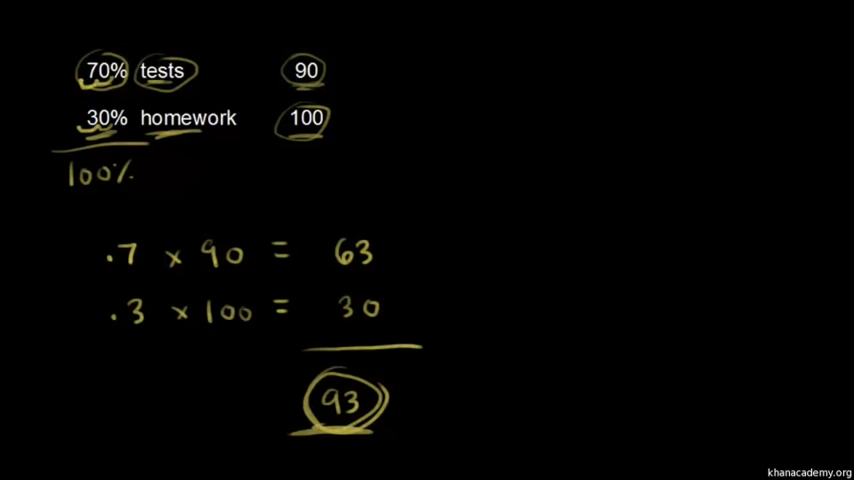 70% tests 90
30% homework 100
100%
.7 x 90 = 63
.3 x 100 = 30
93
khanacademy.org